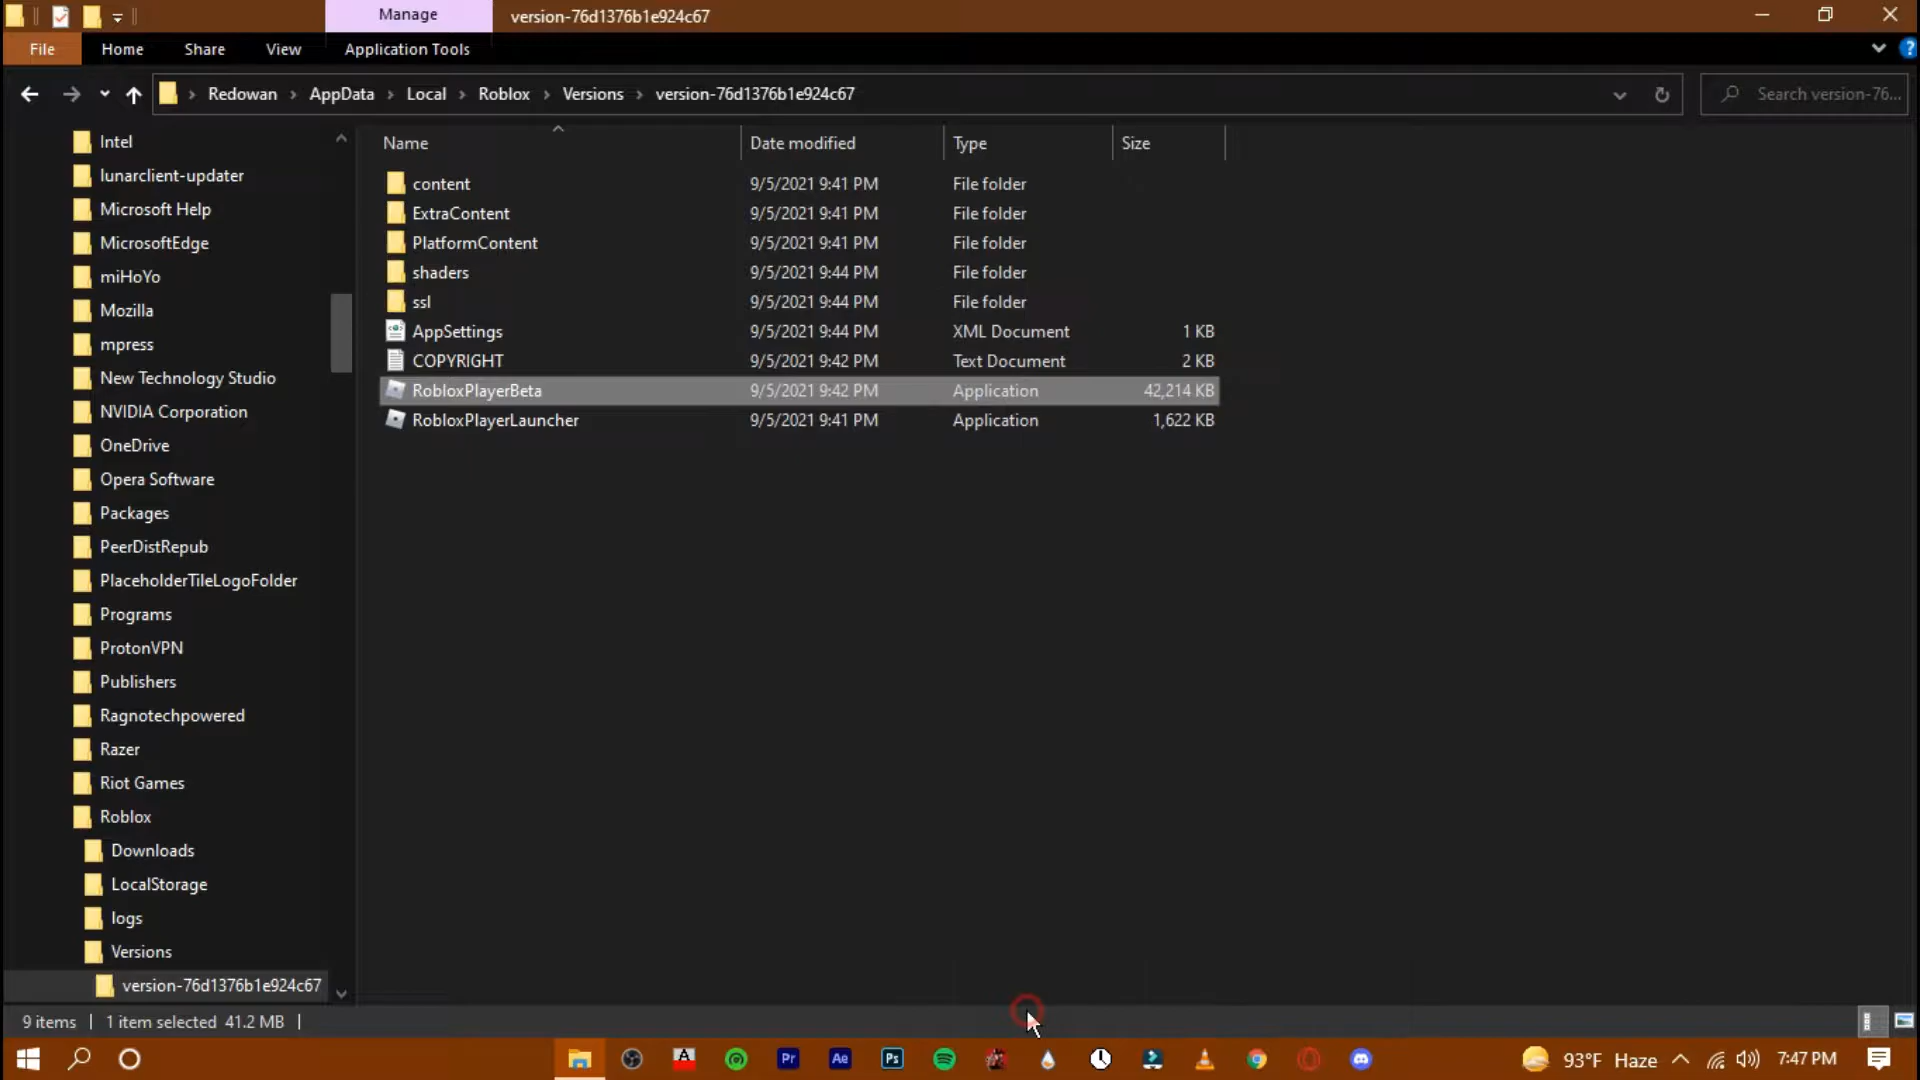 Manage
version-76d1376b1e924c67
File
Home
Share
View
Application Tools
?
Redowan
AppData
Local
Roblox
Versions
version-76d1376b1e924c67
Search version-76...
Intel
lunarclient-updater
Microsoft Help
MicrosoftEdge
miHoYo
Mozilla
mpress
New Technology Studio
NVIDIA Corporation
OneDrive
Opera Software
Packages
PeerDistRepub
PlaceholderTileLogoFolder
Programs
ProtonVPN
Publishers
Ragnotechpowered
Razer
Riot Games
Roblox
Downloads
LocalStorage
logs
Versions
version-76d1376b1e924c67
Name Date modified Type Size
content 9/5/2021 9:41 PM File folder
ExtraContent 9/5/2021 9:41 PM File folder
PlatformContent 9/5/2021 9:41 PM File folder
shaders 9/5/2021 9:44 PM File folder
ssl 9/5/2021 9:44 PM File folder
AppSettings 9/5/2021 9:44 PM XML Document 1 KB
COPYRIGHT 9/5/2021 9:42 PM Text Document 2 KB
RobloxPlayerBeta 9/5/2021 9:42 PM Application 42,214 KB
RobloxPlayerLauncher 9/5/2021 9:41 PM Application 1,622 KB
9 items 1 item selected 41.2 MB
A
Pr
Ae
Ps
93°F Haze
7:47 PM